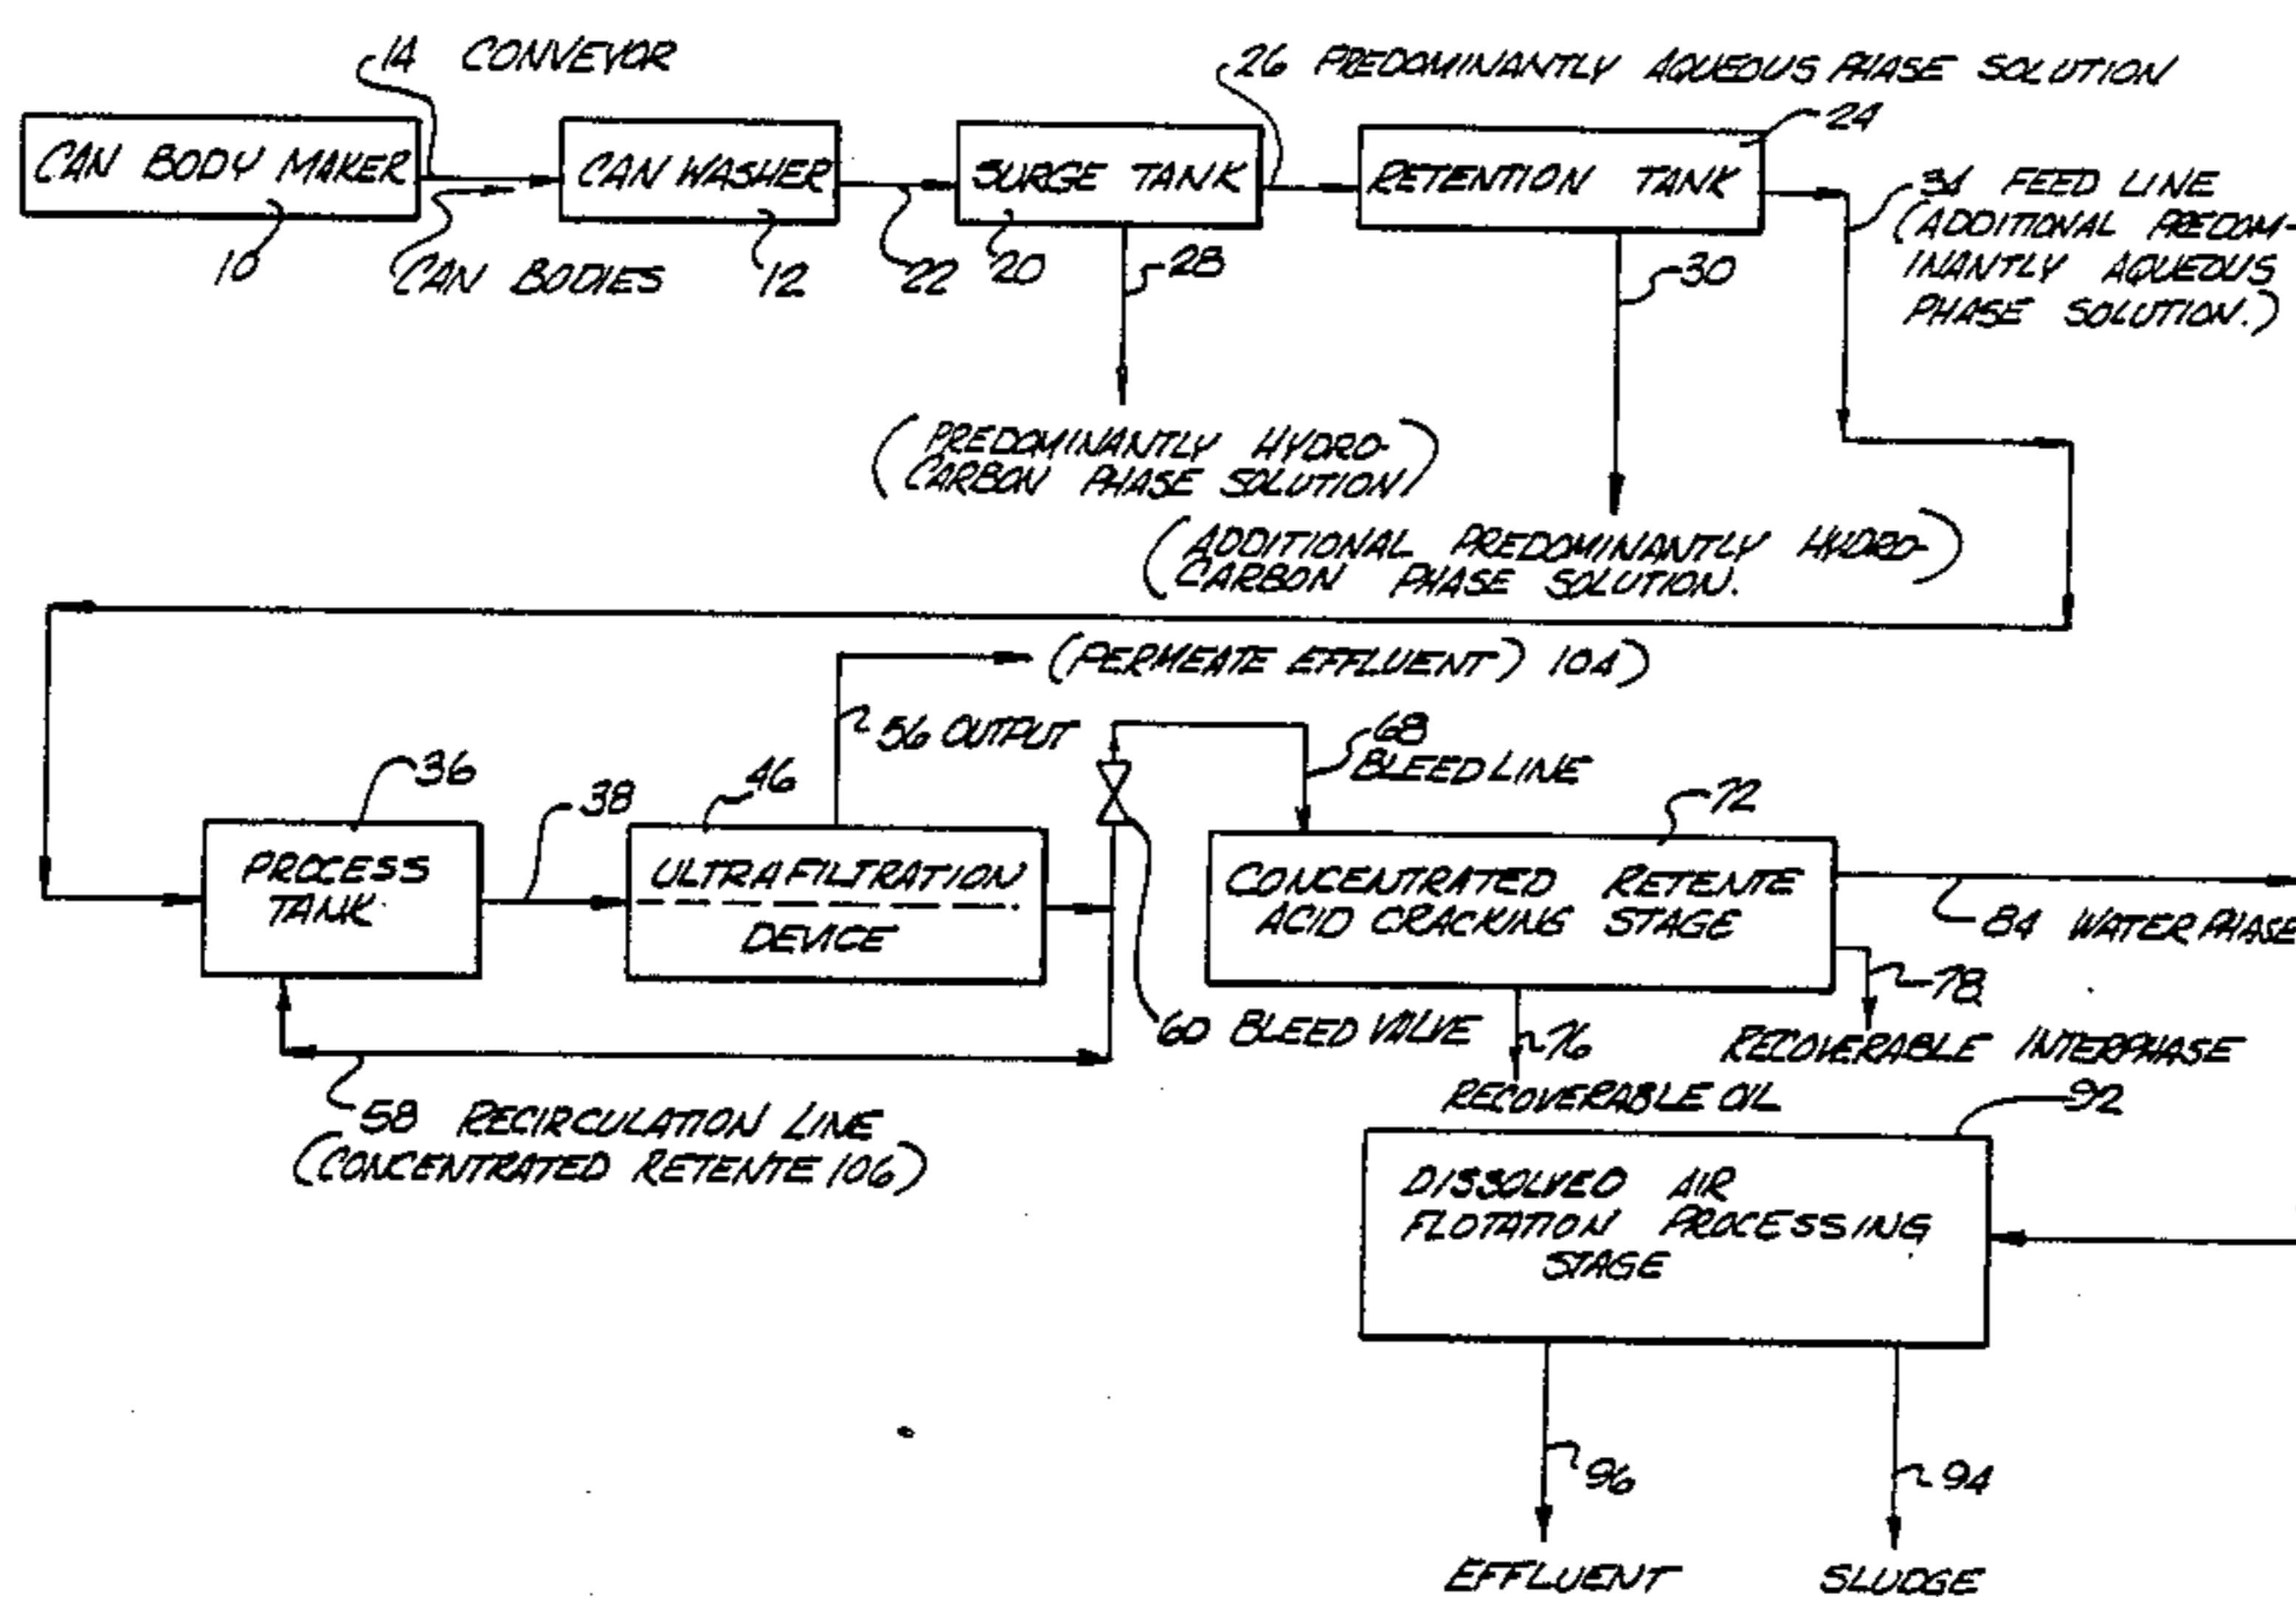 14 CONVEYOR
26 PREDOMINANTLY AQUEOUS PHASE SOLUTION
24
CAN BODY MAKER
CAN WASHER
SURGE TANK
RETENTION TANK
34 FEED LINE
(ADDITIONAL PREDOM-
INANTLY AQUEOUS
PHASE SOLUTION.)
10
CAN BODIES
12
22
20
28
30
(PREDOMINANTLY HYDRO-
CARBON PHASE SOLUTION)
(ADDITIONAL PREDOMINANTLY HYDRO-
CARBON PHASE SOLUTION.)
(PERMEATE EFFLUENT) 104)
56 OUTPUT
68
BLEED LINE
36
38
46
72
PROCESS
TANK
ULTRAFILTRATION
DEVICE
CONCENTRATED RETENTE
ACID CRACKING STAGE
84 WATER PHASE
78
60 BLEED VALVE
76
RECOVERABLE INTERPHASE
RECOVERABLE OIL
58 RECIRCULATION LINE
(CONCENTRATED RETENTE 106)
92
DISSOLVED AIR
FLOTATION PROCESSING
STAGE
96
94
EFFLUENT
SLUDGE